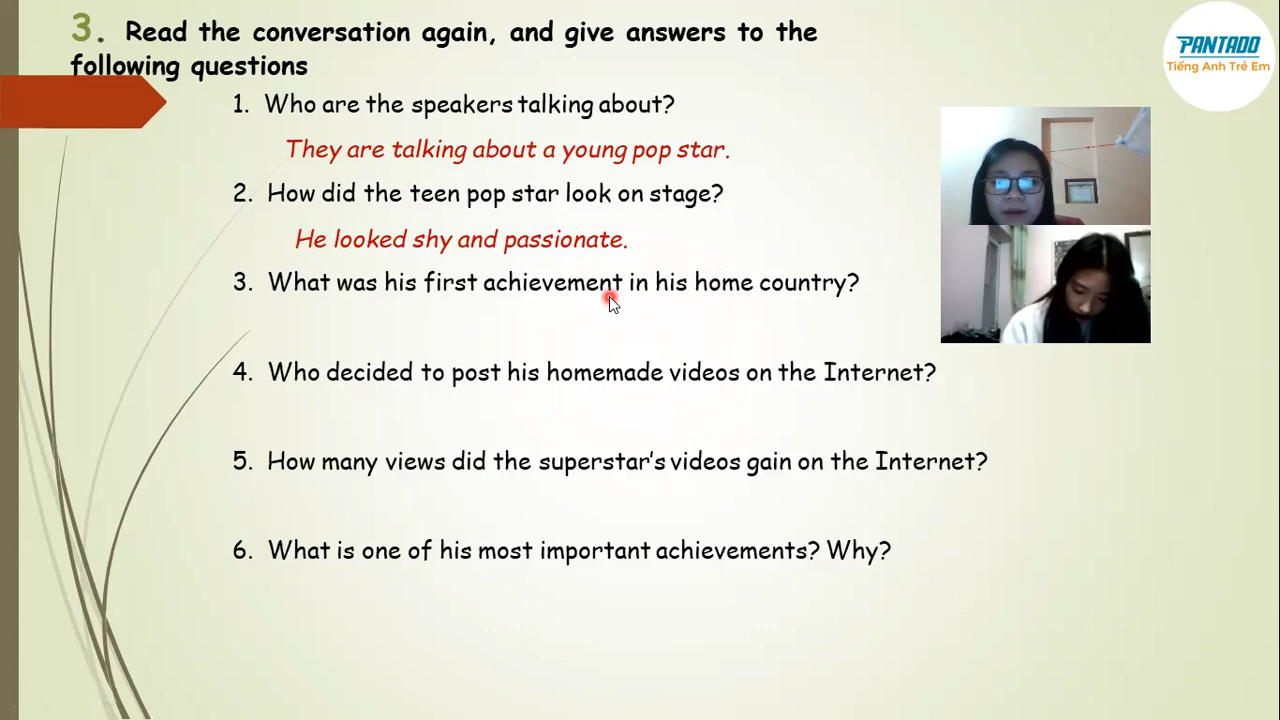 3. Read the conversation again, and give answers to the
following questions
PANTADO
Tiếng Anh Trẻ Em
1. Who are the speakers talking about?
They are talking about a young pop star.
2. How did the teen pop star look on stage?
He looked shy and passionate.
3. What was his first achievement in his home country?
4. Who decided to post his homemade videos on the Internet?
5. How many views did the superstar's videos gain on the Internet?
6. What is one of his most important achievements? Why?